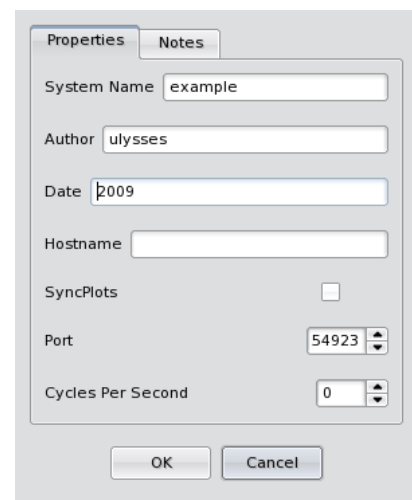 Properties Notes
System Name example
Author ulysses
Date 2009
Hostname
SyncPlots
Port 54923
Cycles Per Second 0
OK Cancel